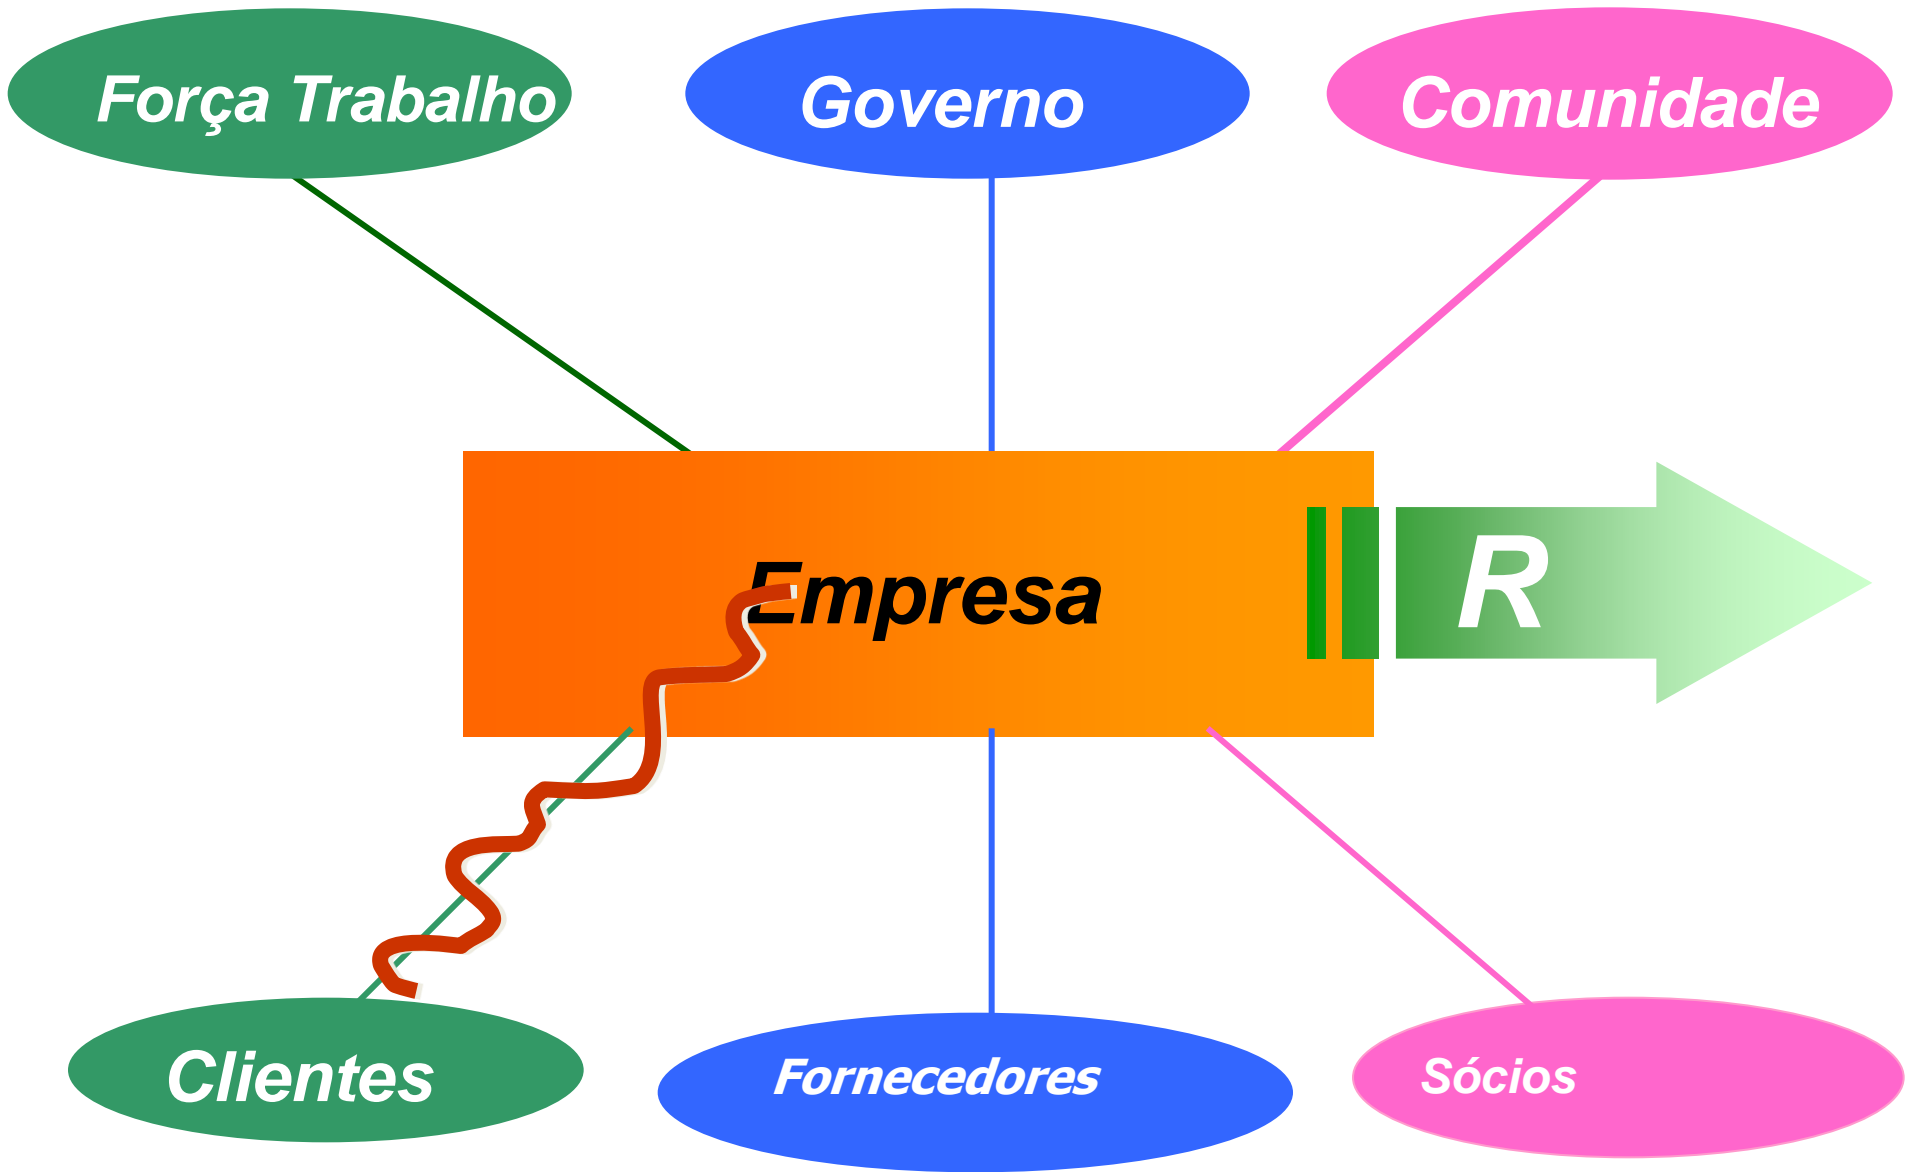 Força Trabalho
Governo
Comunidade
Empresa
R
Clientes
Fornecedores
Sócios